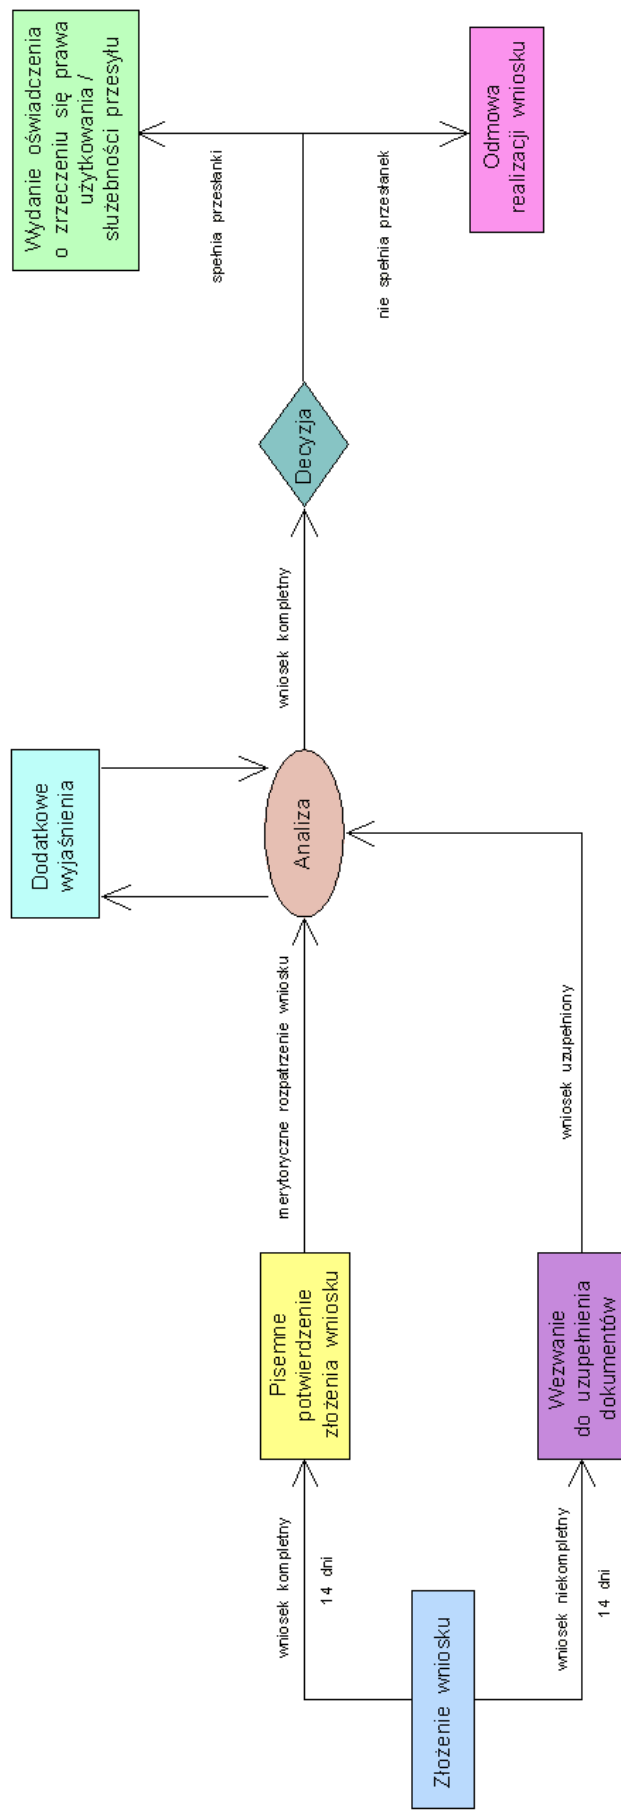 Złożenie wniosku
wniosek kompletny
14 dni
wniosek niekompletny
14 dni
Pisemne
potwierdzenie
złożenia wniosku
Wezwanie
do uzupełnienia
dokumentów
merytoryczne rozpatrzenie wniosku
wniosek uzupełniony
Dodatkowe
wyjaśnienia
Analiza
wniosek kompletny
Decyzja
spełnia przesłanki
nie spełnia przesłanek
Wydanie oświadczenia
o zrzeczeniu się prawa
użytkowania /
służebności przesyłu
Odmowa
realizacji wniosku